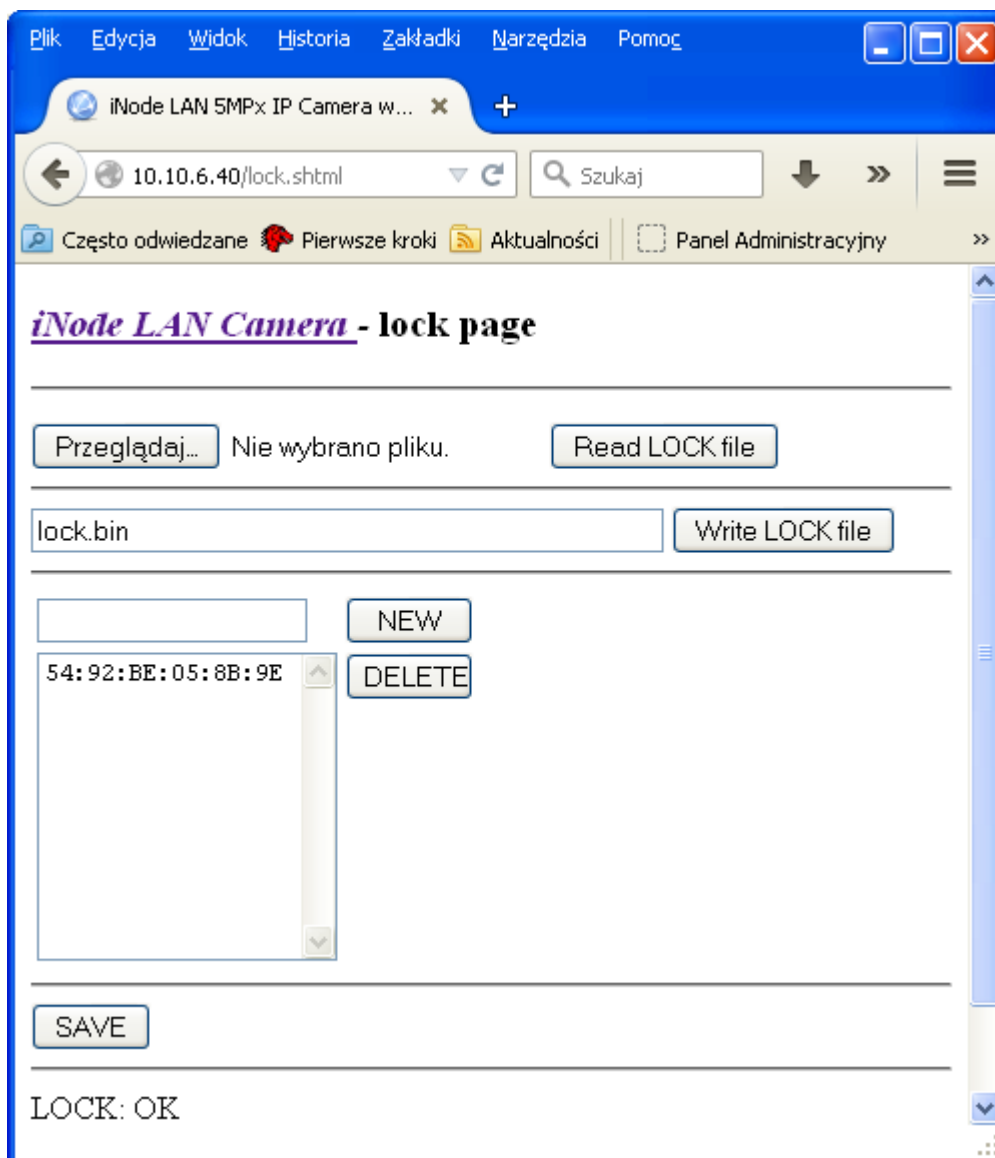 Plik Edycja Widok Historia Zakładki Narzędzia Pomoc
iNode LAN 5MPx IP Camera w...
10.10.6.40/lock.shtml Szukaj
Często odwiedzane Pierwsze kroki Aktualności Panel Administracyjny
iNode LAN Camera - lock page
Przeglądaj... Nie wybrano pliku. Read LOCK file
lock.bin Write LOCK file
NEW
54:92:BE:05:8B:9E DELETE
SAVE
LOCK: OK